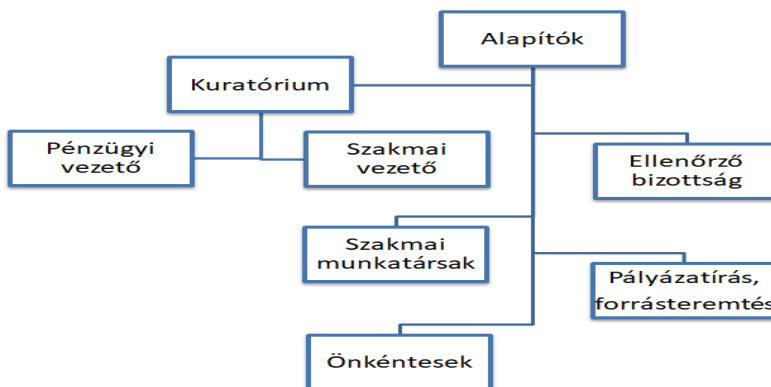 Alapítók
Kuratórium
Pénzügyi
vezető
Szakmai
vezető
Ellenőrző
bizottság
Szakmai
munkatársak
Pályázatírás,
forrásteremtés
Önkéntesek